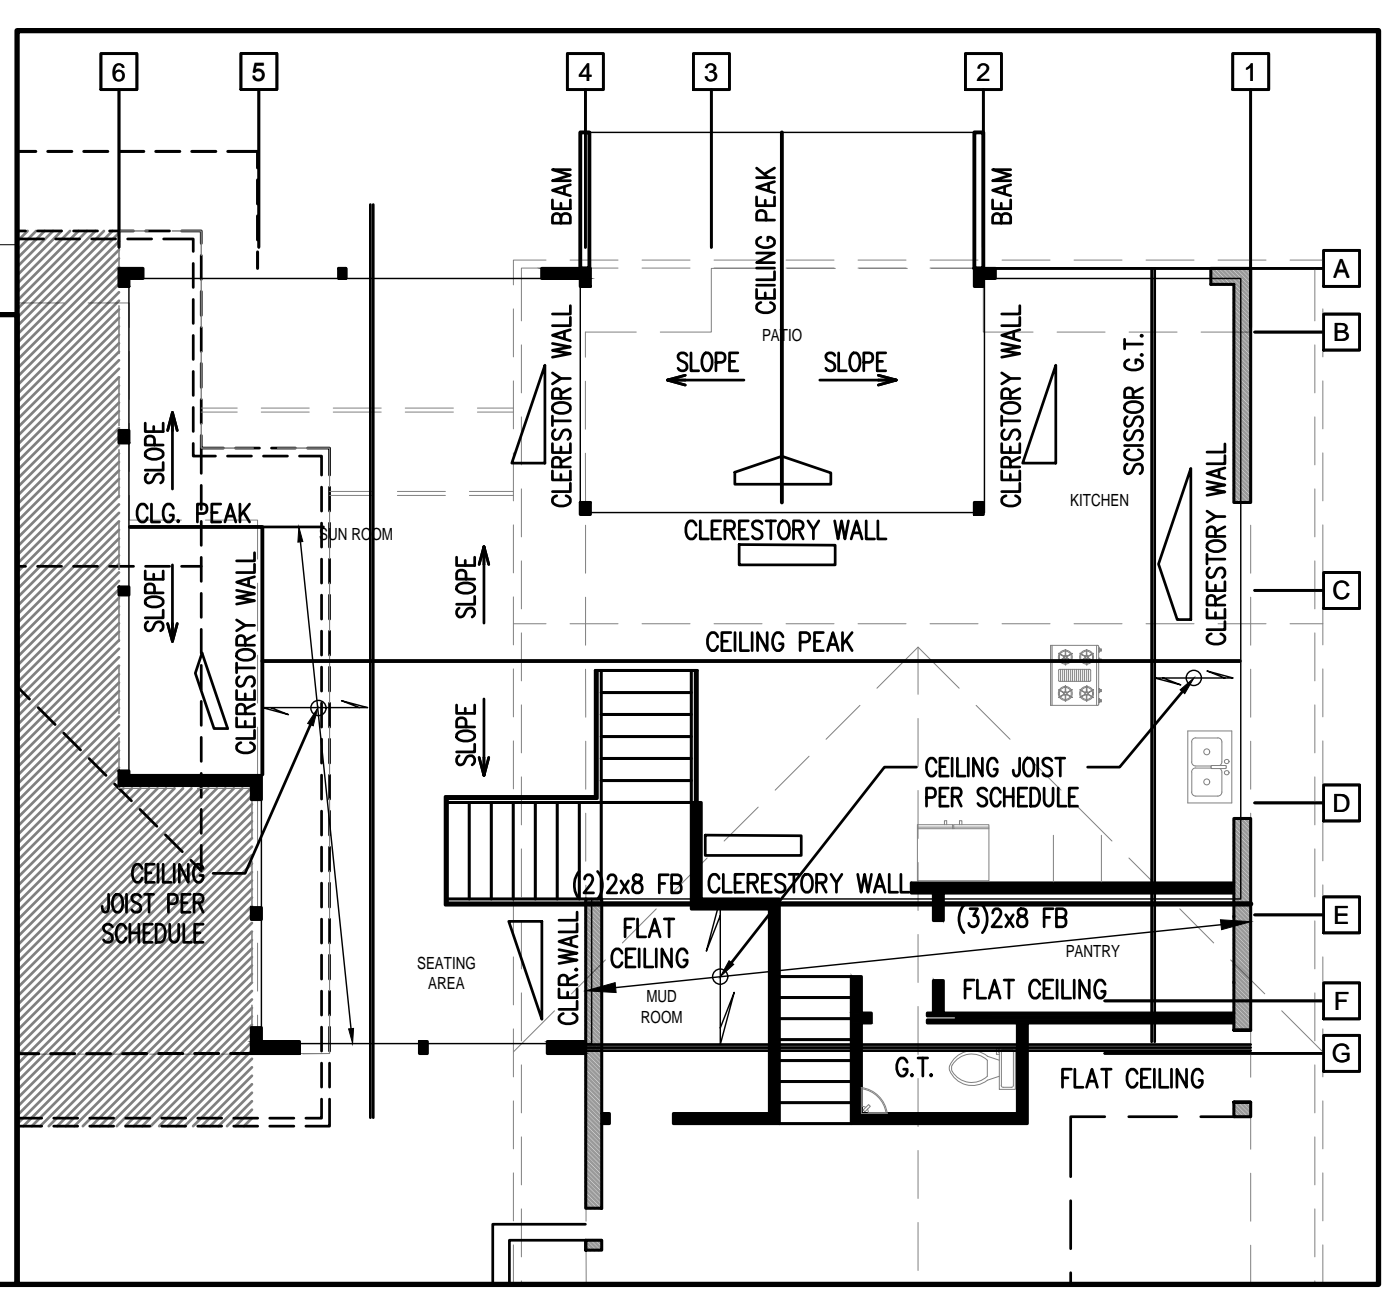 6
5
4
3
2
1
BEAM
BEAM
CEILING PEAK
A
B
PATIO
SLOPE
SLOPE
CLERESTORY WALL
CLERESTORY WALL
SCISSOR G.T.
SLOPE
CLERESTORY WALL
KITCHEN
CLG. PEAK
SUN ROOM
CLERESTORY WALL
SLOPE
CLERESTORY WALL
SLOPE
C
CEILING PEAK
SLOPE
CEILING JOIST
PER SCHEDULE
D
CEILING
JOIST PER
SCHEDULE
(2)2x8 FB
CLERESTORY WALL
E
(3)2x8 FB
FLAT
CEILING
CLER.WALL
PANTRY
SEATING
AREA
MUD
ROOM
FLAT CEILING
F
G
G.T.
FLAT CEILING